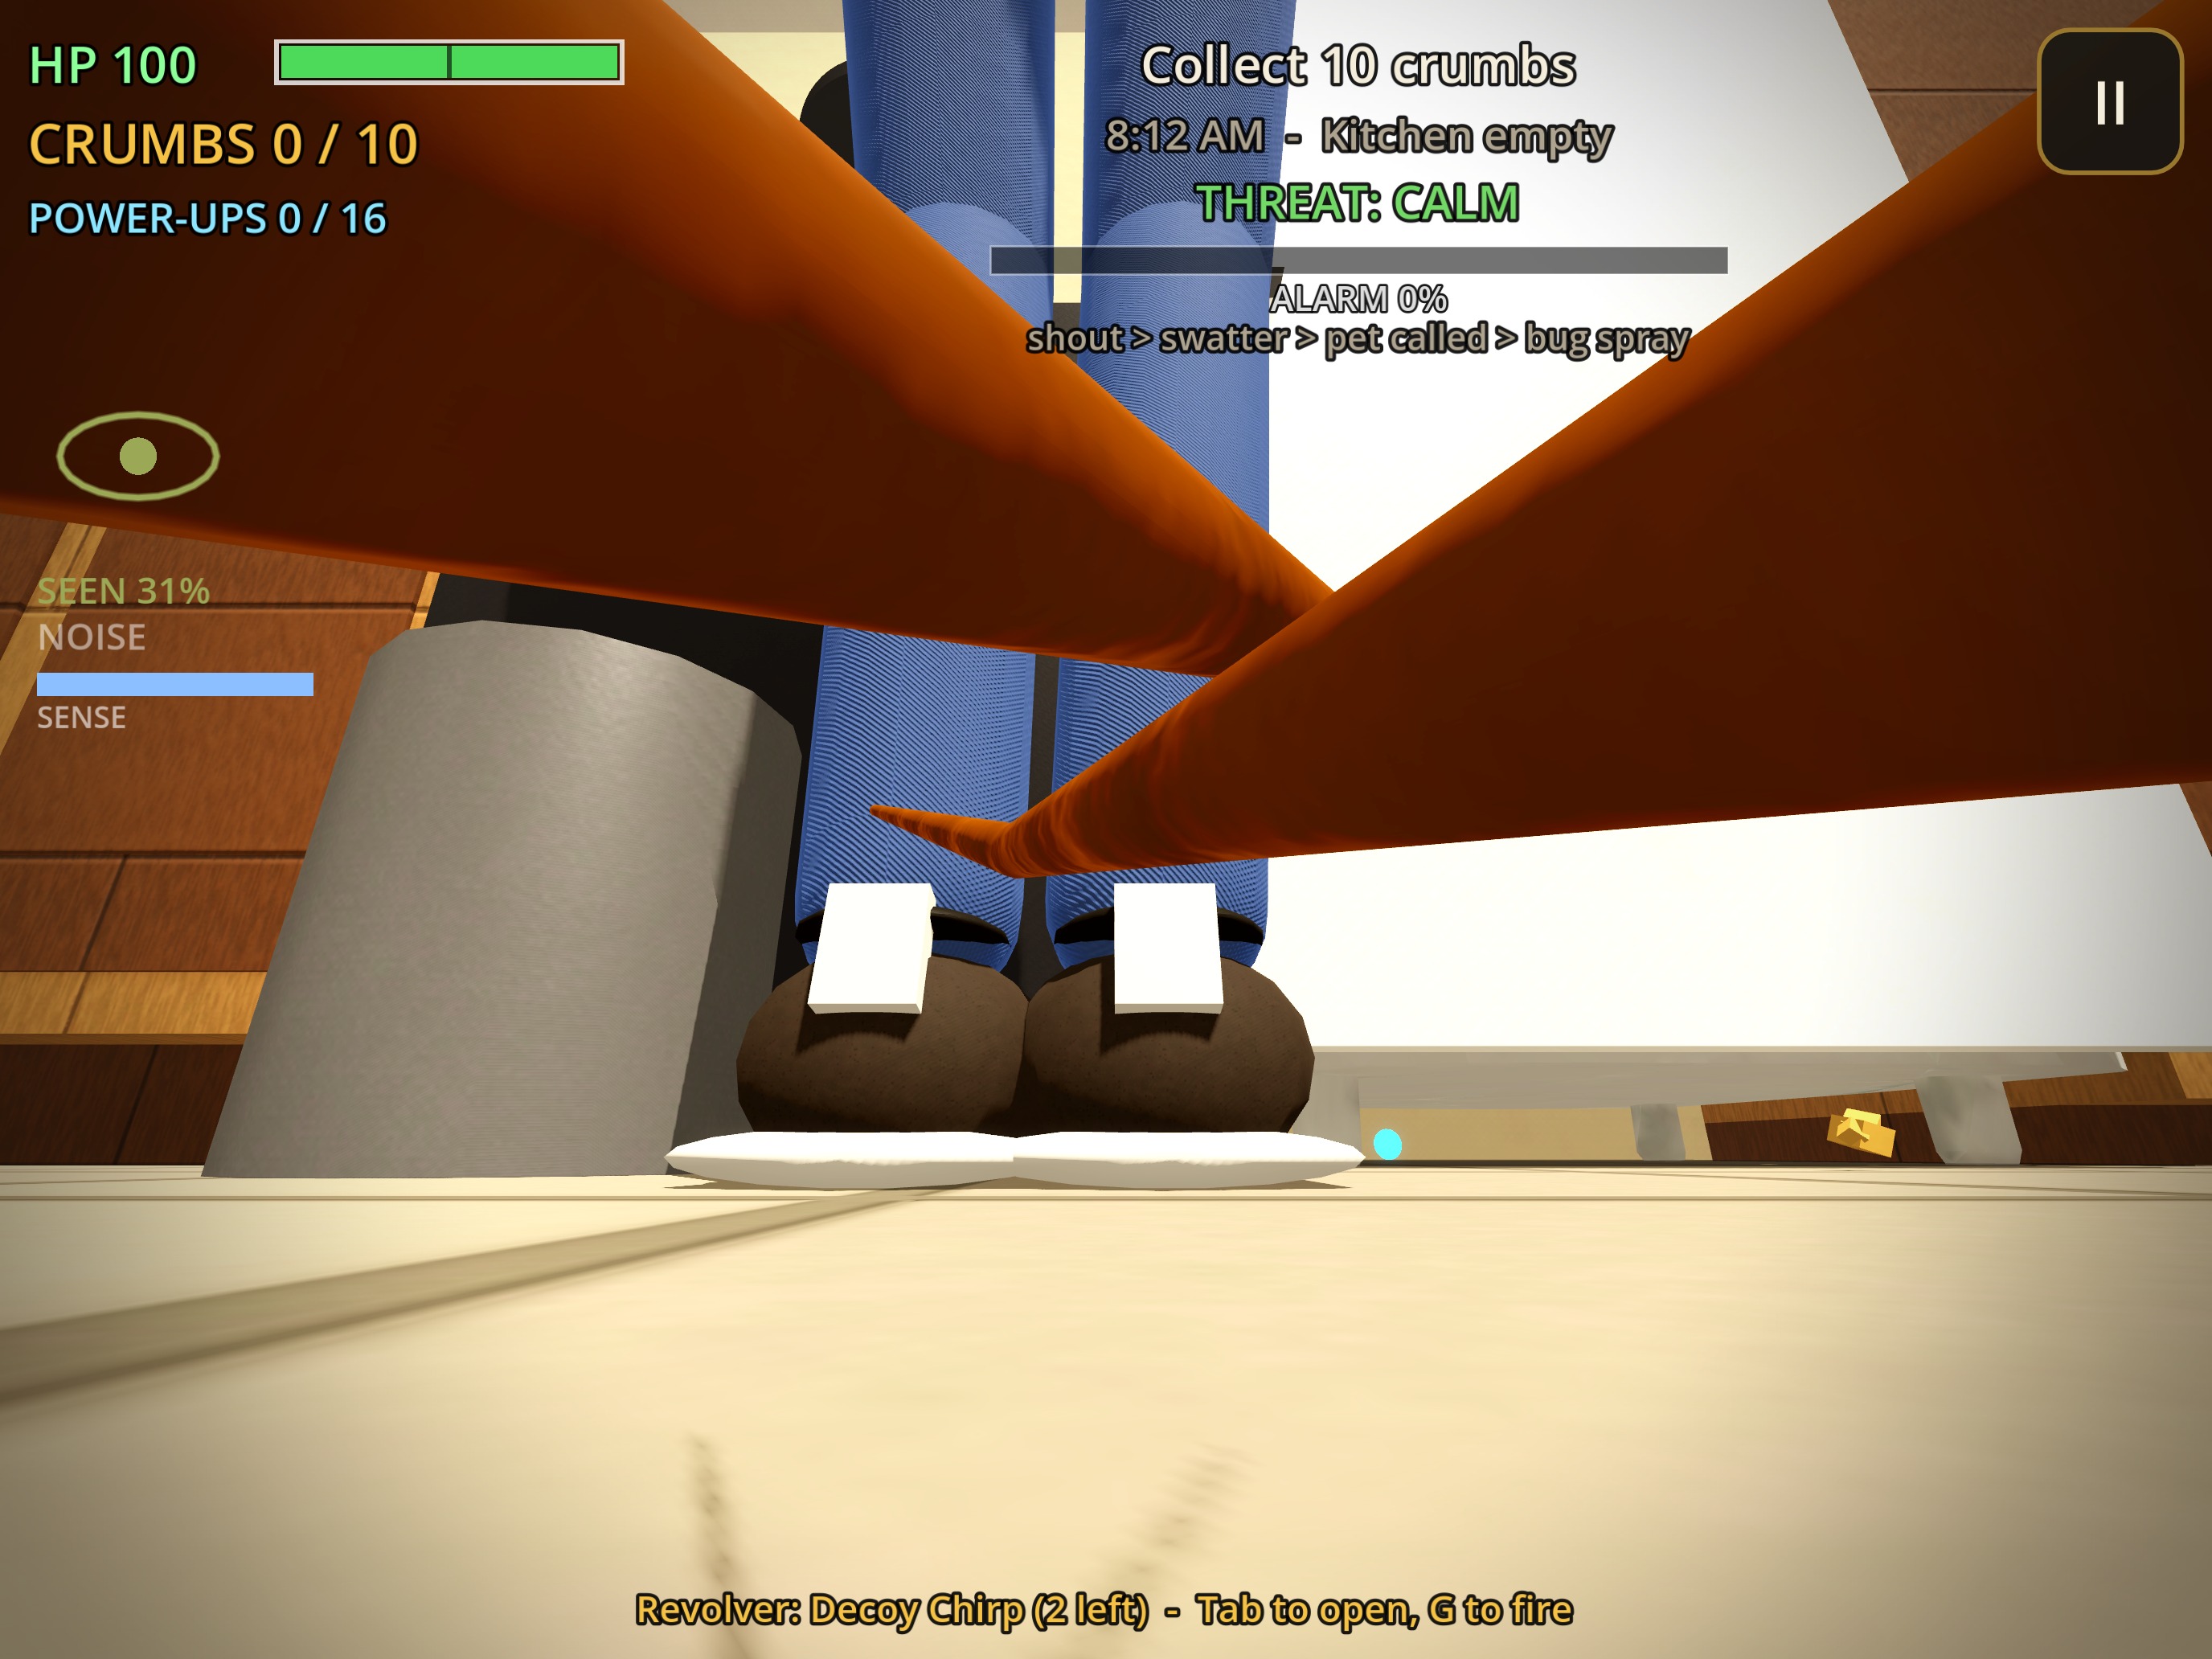 HP 100
CRUMBS 0 / 10
POWER-UPS 0 / 16
Collect 10 crumbs
8:12 AM - Kitchen empty
THREAT: CALM
ALARM 0%
shout > swatter > pet called > bug spray
SEEN 31%
NOISE
SENSE
Revolver: Decoy Chirp (2 left) - Tab to open, G to fire